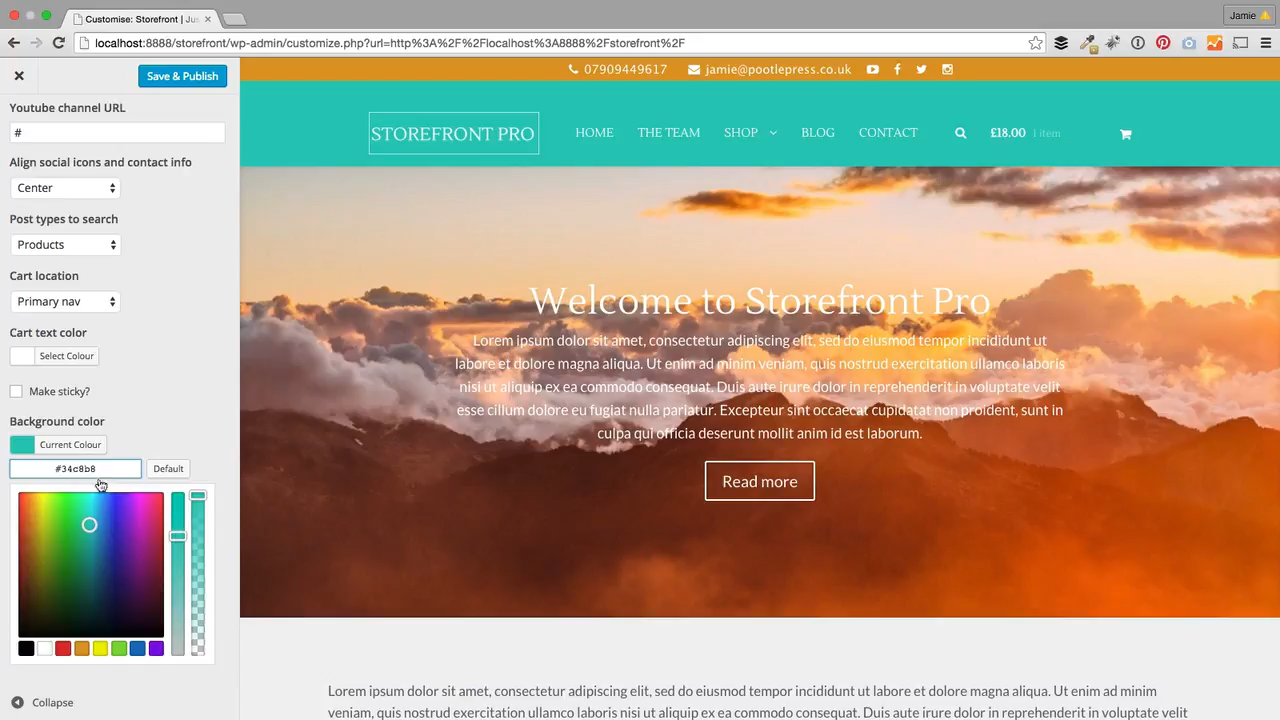 Customise: Storefront | Jus
Jamie
localhost:8888/storefront/wp-admin/customize.php?url=http%3A%2F%2Flocalhost%3A8888%2Fstorefront%2F
Save & Publish
Youtube channel URL
#
Align social icons and contact info
Center
Post types to search
Products
Cart location
Primary nav
Cart text color
Select Colour
Make sticky?
Background color
Current Colour
#34c8b8
Default
Collapse
07909449617 jamie@pootlepress.co.uk
STOREFRONT PRO HOME THE TEAM SHOP BLOG CONTACT £18.00 1 item
Welcome to Storefront Pro
Lorem ipsum dolor sit amet, consectetur adipiscing elit, sed do eiusmod tempor incididunt ut
labore et dolore magna aliqua. Ut enim ad minim veniam, quis nostrud exercitation ullamco laboris
nisi ut aliquip ex ea commodo consequat. Duis aute irure dolor in reprehenderit in voluptate velit
esse cillum dolore eu fugiat nulla pariatur. Excepteur sint occaecat cupidatat non proident, sunt in
culpa qui officia deserunt mollit anim id est laborum.
Read more
Lorem ipsum dolor sit amet, consectetur adipiscing elit, sed do eiusmod tempor incididunt ut labore et dolore magna aliqua. Ut enim ad minim
veniam, quis nostrud exercitation ullamco laboris nisi ut aliquip ex ea commodo consequat. Duis aute irure dolor in reprehenderit in voluptate velit